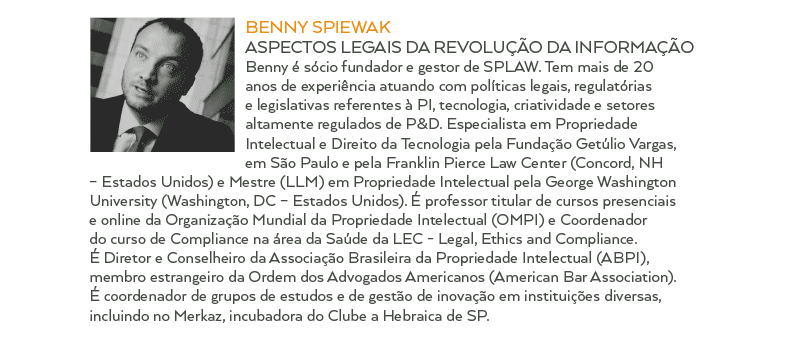 BENNY SPIEWAK
ASPECTOS LEGAIS DA REVOLUÇÃO DA INFORMAÇÃO
Benny é sócio fundador e gestor de SPLAW. Tem mais de 20
anos de experiência atuando com políticas legais, regulatórias
e legislativas referentes à PI, tecnologia, criatividade e setores
altamente regulados de P&D. Especialista em Propriedade
Intelectual e Direito da Tecnologia pela Fundação Getúlio Vargas,
em São Paulo e pela Franklin Pierce Law Center (Concord, NH
– Estados Unidos) e Mestre (LLM) em Propriedade Intelectual pela George Washington
University (Washington, DC – Estados Unidos). É professor titular de cursos presenciais
e online da Organização Mundial da Propriedade Intelectual (OMPI) e Coordenador
do curso de Compliance na área da Saúde da LEC - Legal, Ethics and Compliance.
É Diretor e Conselheiro da Associação Brasileira da Propriedade Intelectual (ABPI),
membro estrangeiro da Ordem dos Advogados Americanos (American Bar Association).
É coordenador de grupos de estudos e de gestão de inovação em instituições diversas,
incluindo no Merkaz, incubadora do Clube a Hebraica de SP.